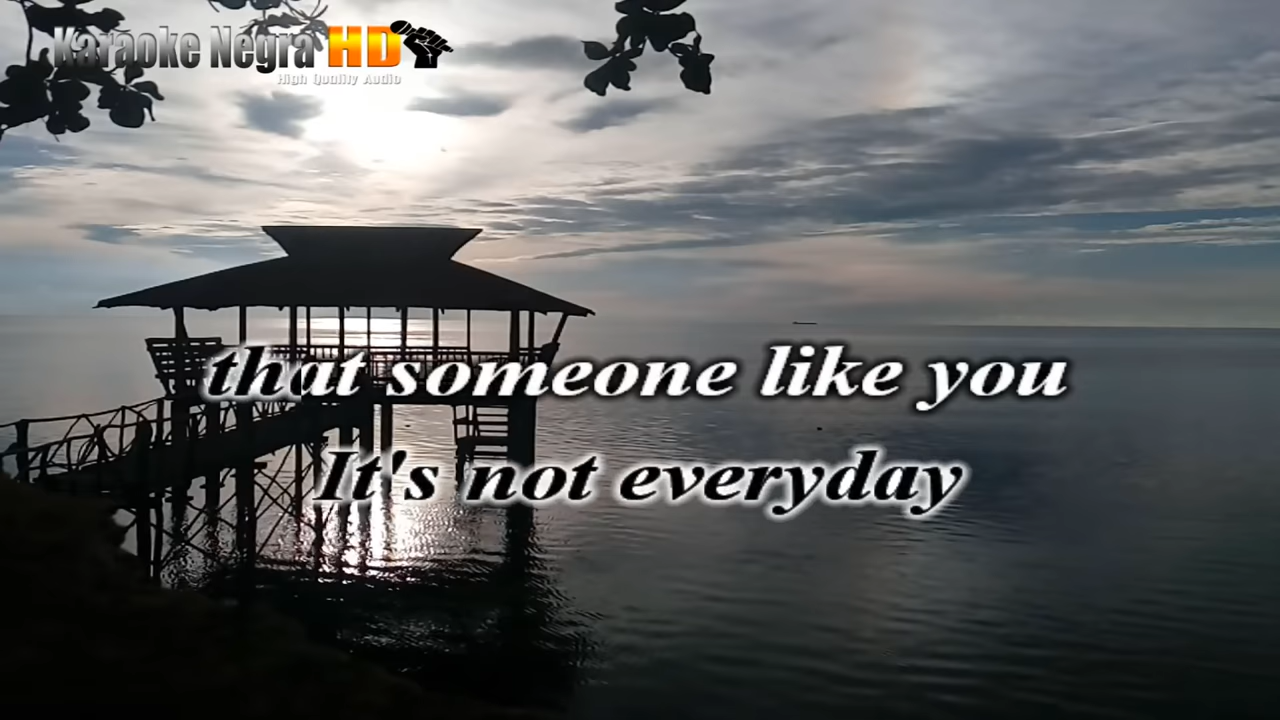 Karaoke Negra HD
High Quality Audio
that someone like you
It's not everyday